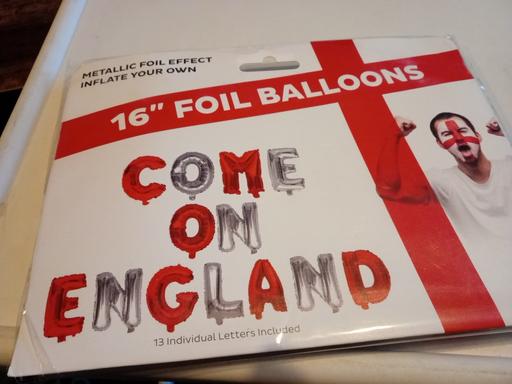 METALLIC FOIL EFFECT
INFLATE YOUR OWN
16" FOIL BALLOONS
COME
ON
ENGLAND
13 Individual Letters Included